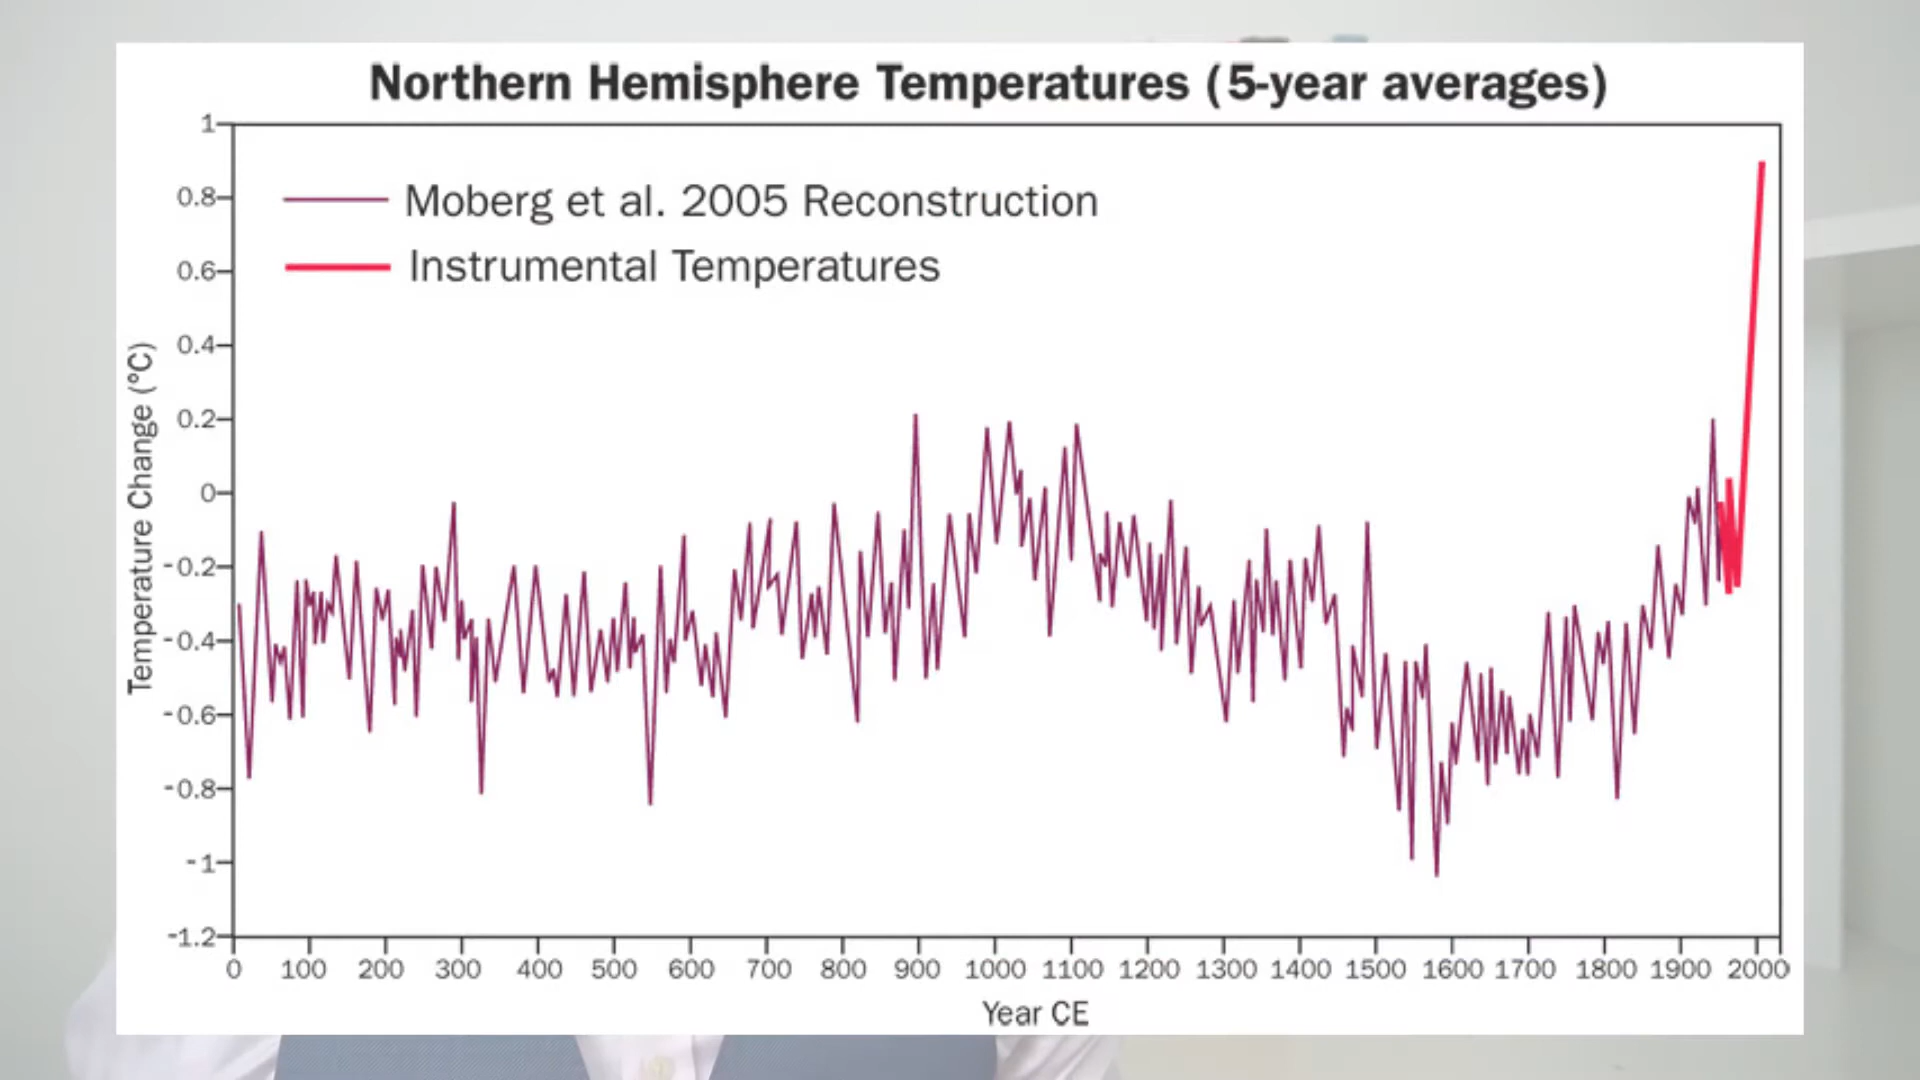 Northern Hemisphere Temperatures (5-year averages)
1
0.8
0.6
0.4
0.2
0
-0.2
-0.4
-0.6
-0.8
-1
-1.2
Moberg et al. 2005 Reconstruction
Instrumental Temperatures
Temperature Change (°C)
0 100 200 300 400 500 600 700 800 900 1000 1100 1200 1300 1400 1500 1600 1700 1800 1900 2000
Year CE